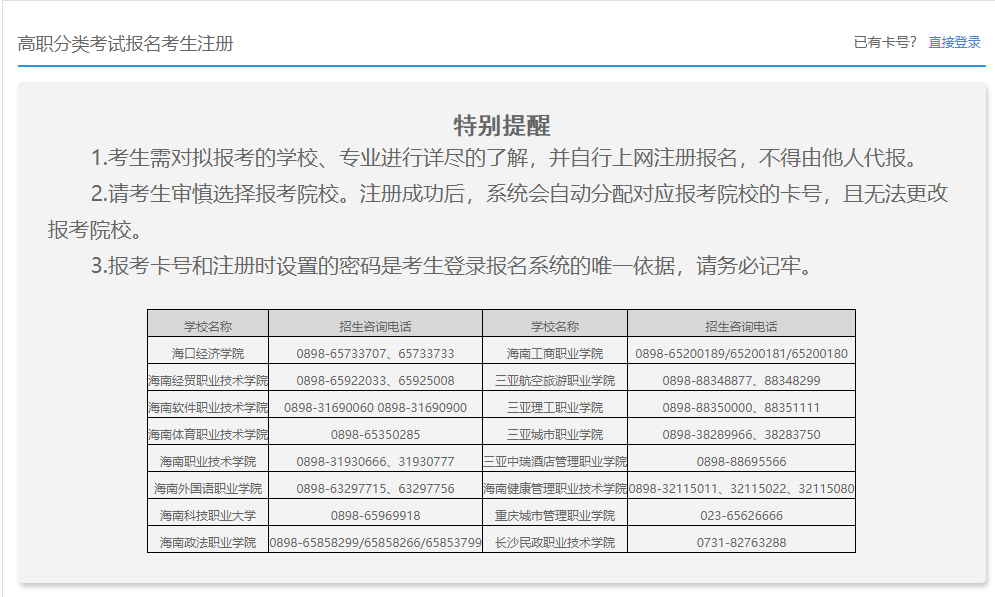 高职分类考试报名考生注册 已有卡号? 直接登录
特别提醒
1.考生需对拟报考的学校、专业进行详尽的了解，并自行上网注册报名，不得由他人代报。
2.请考生审慎选择报考院校。注册成功后，系统会自动分配对应报考院校的卡号，且无法更改
报考院校。
3.报考卡号和注册时设置的密码是考生登录报名系统的唯一依据，请务必记牢。
学校名称 招生咨询电话 学校名称 招生咨询电话
海口经济学院 0898-65733707、65733733 海南工商职业学院 0898-65200189/65200181/65200180
海南经贸职业技术学院 0898-65922033、65925008 三亚航空旅游职业学院 0898-88348877、88348299
海南软件职业技术学院 0898-31690060 0898-31690900 三亚理工职业学院 0898-88350000、88351111
海南体育职业技术学院 0898-65350285 三亚城市职业学院 0898-38289966、38283750
海南职业技术学院 0898-31930666、31930777 三亚中瑞酒店管理职业学院 0898-88695566
海南外国语职业学院 0898-63297715、63297756 海南健康管理职业技术学院 0898-32115011、32115022、32115080
海南科技职业大学 0898-65969918 重庆城市管理职业学院 023-65626666
海南政法职业学院 0898-65858299/65858266/65853799 长沙民政职业技术学院 0731-82763288